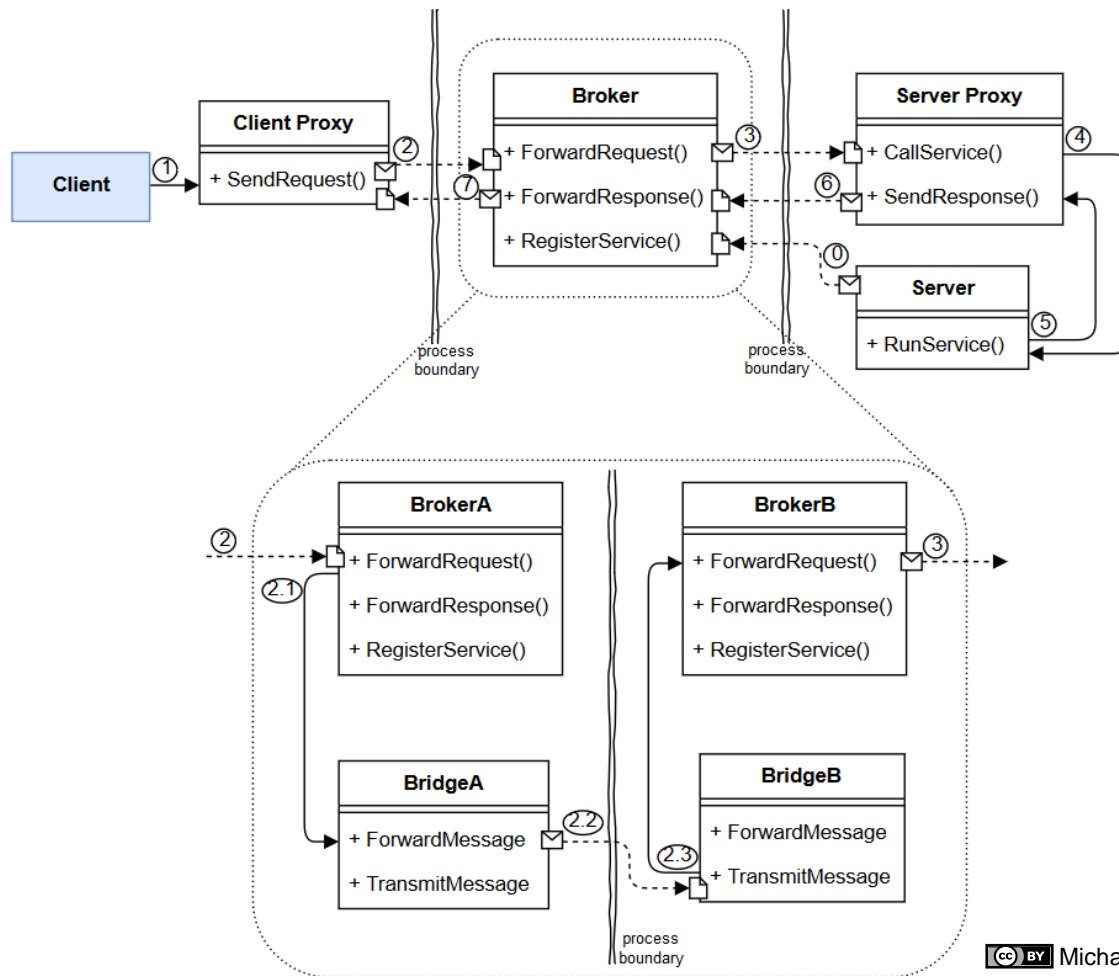 Broker
Server Proxy
Client Proxy
3
4
2
1
+ ForwardRequest()
+ CallService()
Client
+ SendRequest()
7
6
+ ForwardResponse()
+ SendResponse()
+ RegisterService()
0
Server
5
+ RunService()
process
boundary
process
boundary
BrokerA
BrokerB
2
3
+ ForwardRequest()
+ ForwardRequest()
2.1
+ ForwardResponse()
+ ForwardResponse()
+ RegisterService()
+ RegisterService()
BridgeA
BridgeB
2.2
+ ForwardMessage
+ ForwardMessage
2.3
+ TransmitMessage
+ TransmitMessage
process
boundary
cc BY Micha